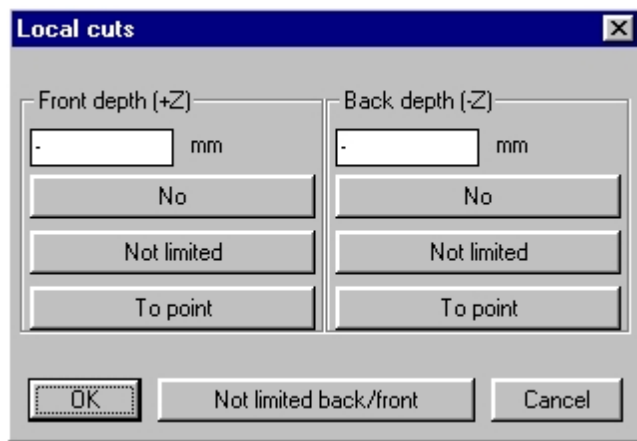 Local cuts
Front depth (+Z) Back depth (-Z)
- mm - mm
No No
Not limited Not limited
To point To point
OK Not limited back/front Cancel